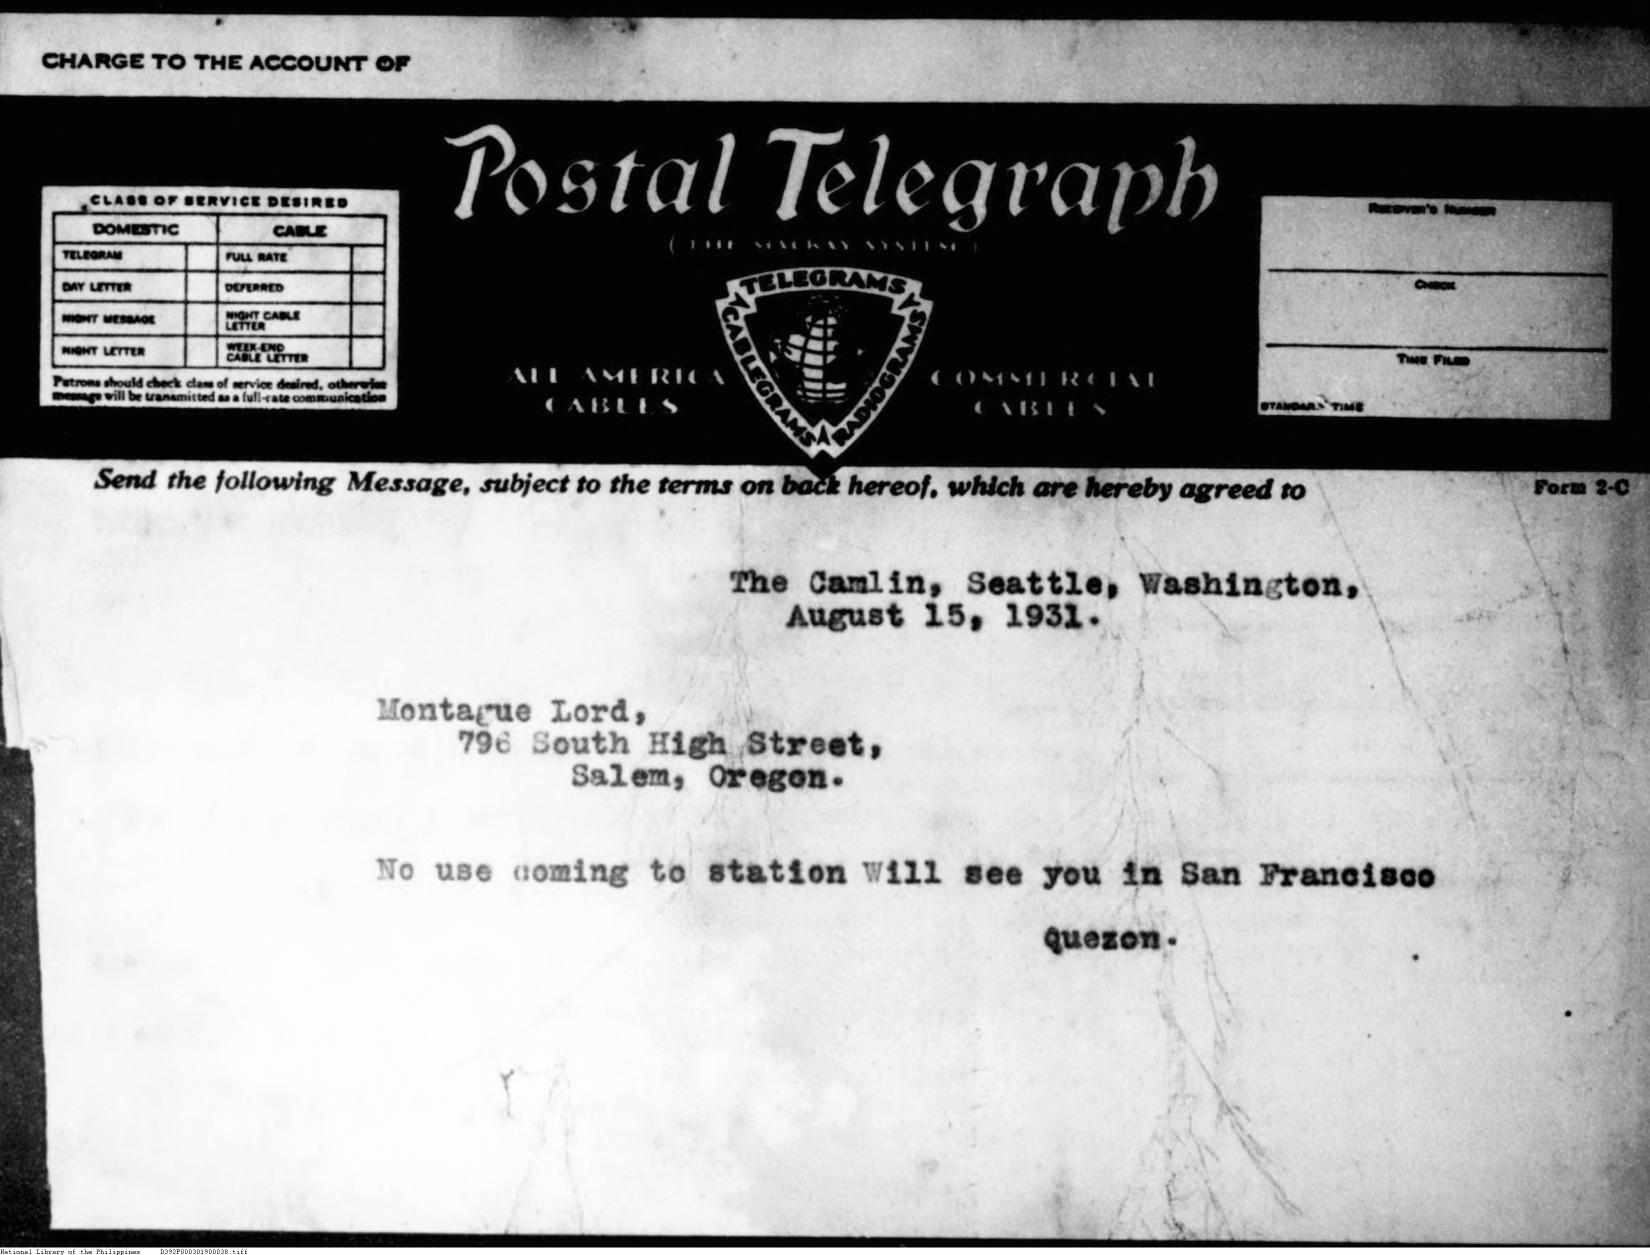 CHARGE TO THE ACCOUNT OF
Postal Telegraph
(THE MACKAY SYSTEM)
CLASS OF SERVICE DESIRED
DOMESTIC CABLE
TELEGRAM FULL RATE
DAY LETTER DEFERRED
NIGHT MESSAGE NIGHT CABLE LETTER
NIGHT LETTER WEEK-END CABLE LETTER
Patrons should check class of service desired, otherwise
message will be transmitted as a full-rate communication
TELEGRAMS
CABLEGRAMS
RADIOGRAMS
ALL AMERICA
CABLES
COMMERCIAL
CABLES
RECEIVER'S NUMBER
CHECK
TIME FILED
STANDARD TIME
Send the following Message, subject to the terms on back hereof, which are hereby agreed to
Form 2-C
The Camlin, Seattle, Washington,
August 15, 1931.
Montague Lord,
796 South High Street,
Salem, Oregon.
No use coming to station Will see you in San Francisco
Quezon.
National Library of the Philippines D392P000301900038.tiff